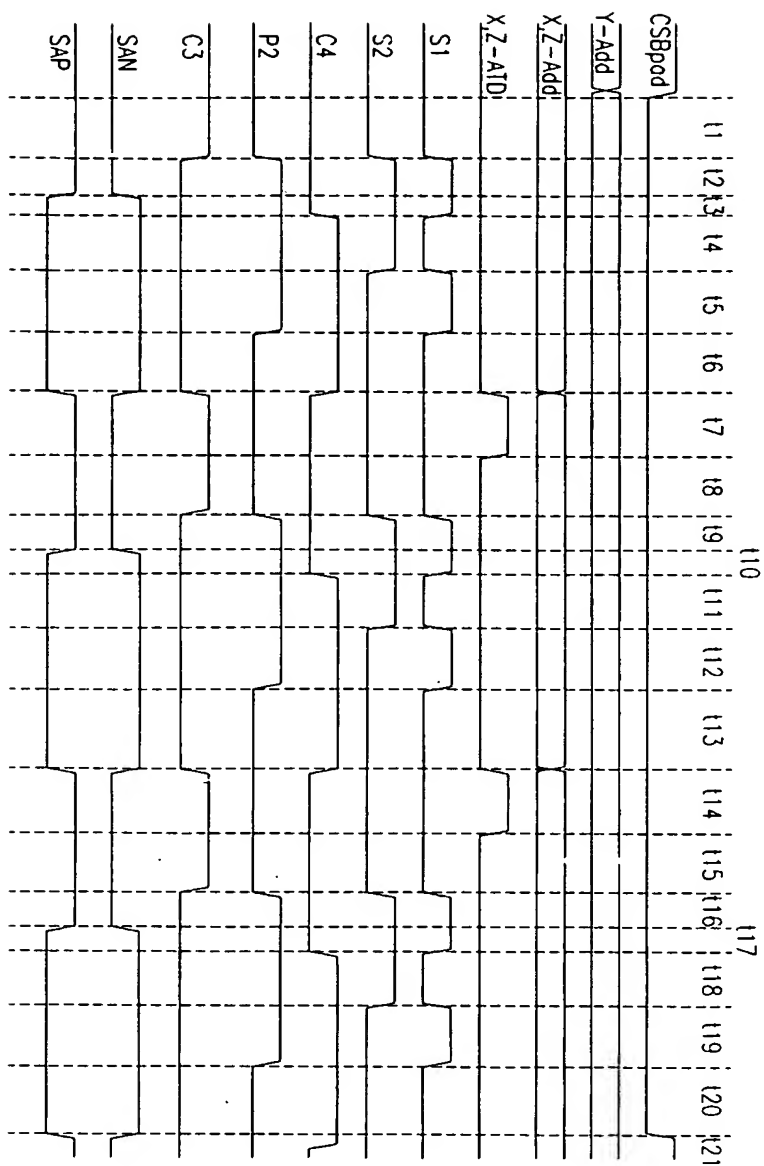 t1 t2 t3 t4 t5 t6 t7 t8 t9 t10 t11 t12 t13 t14 t15 t16 t17 t18 t19 t20 t21
CSBpad
Y-Add
X,Z-Add
X,Z-ATD
S1
S2
C4
P2
C3
SAN
SAP